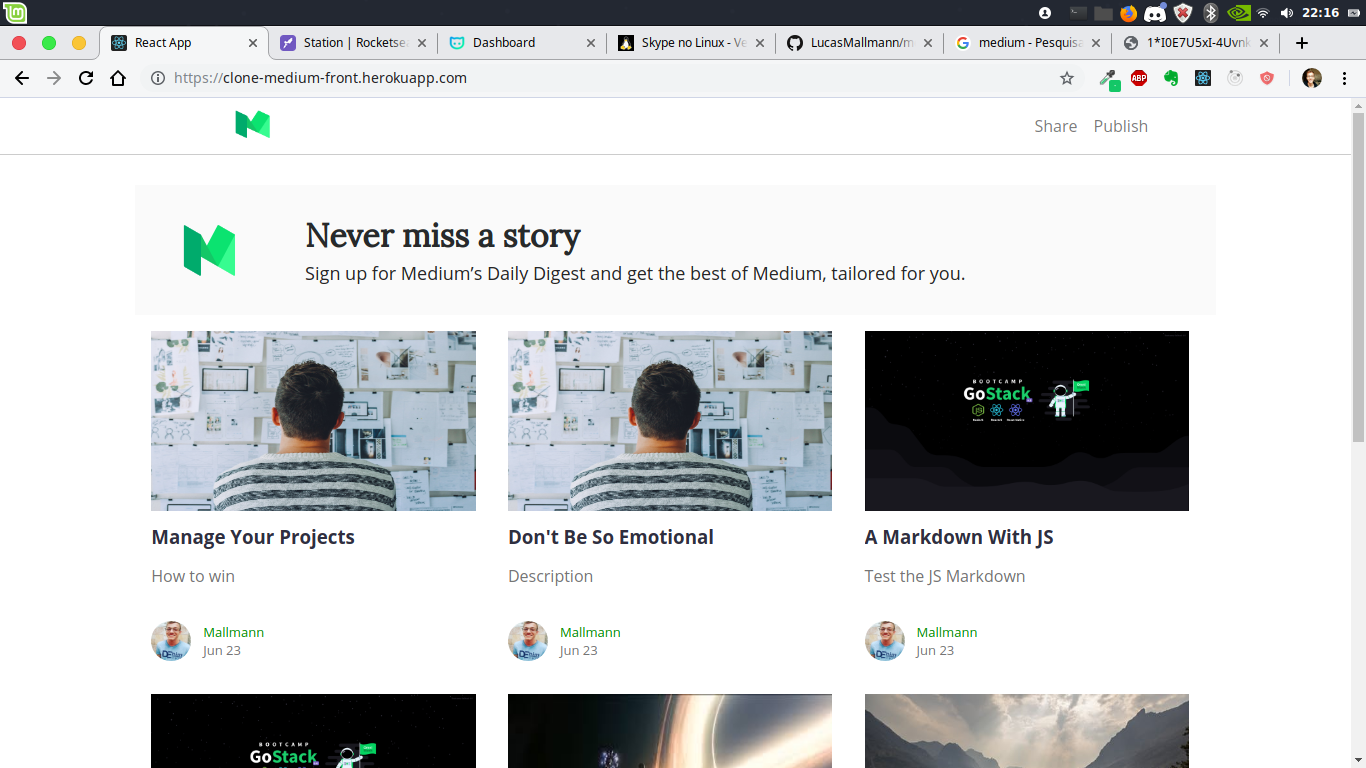 22:16
React App
Station | Rocketsea
Dashboard
Skype no Linux - Ve
LucasMallmann/m
medium - Pesquisa
1*I0E7U5xI-4Uvnk
https://clone-medium-front.herokuapp.com
ABP
Share Publish
Never miss a story
Sign up for Medium’s Daily Digest and get the best of Medium, tailored for you.
BOOTCAMP
GoStack
Manage Your Projects
Don't Be So Emotional
A Markdown With JS
How to win
Description
Test the JS Markdown
Mallmann
Jun 23
Mallmann
Jun 23
Mallmann
Jun 23
BOOTCAMP
GoStack